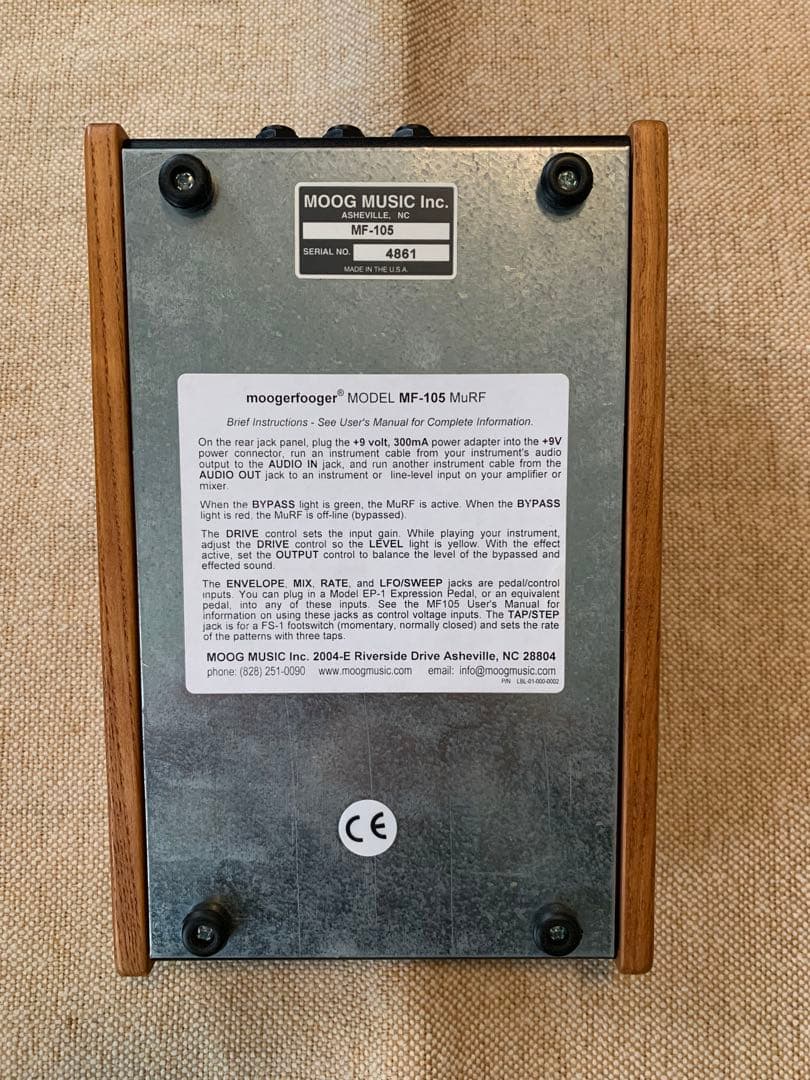 MOOG MUSIC Inc.
ASHEVILLE, NC
MF-105
SERIAL NO. 4861
MADE IN THE U.S.A.
moogerfooger® MODEL MF-105 MuRF
Brief Instructions - See User's Manual for Complete Information.
On the rear jack panel, plug the +9 volt, 300mA power adapter into the +9V
power connector, run an instrument cable from your instrument's audio
output to the AUDIO IN jack, and run another instrument cable from the
AUDIO OUT jack to an instrument or line-level input on your amplifier or
mixer.
When the BYPASS light is green, the MuRF is active. When the BYPASS
light is red, the MuRF is off-line (bypassed).
The DRIVE control sets the input gain. While playing your instrument,
adjust the DRIVE control so the LEVEL light is yellow. With the effect
active, set the OUTPUT control to balance the level of the bypassed and
effected sound.
The ENVELOPE, MIX, RATE, and LFO/SWEEP jacks are pedal/control
inputs. You can plug in a Model EP-1 Expression Pedal, or an equivalent
pedal, into any of these inputs. See the MF105 User's Manual for
information on using these jacks as control voltage inputs. The TAP/STEP
jack is for a FS-1 footswitch (momentary, normally closed) and sets the rate
of the patterns with three taps.
MOOG MUSIC Inc. 2004-E Riverside Drive Asheville, NC 28804
phone: (828) 251-0090 www.moogmusic.com email: info@moogmusic.com
P/N LBL-01-000-0002
CE